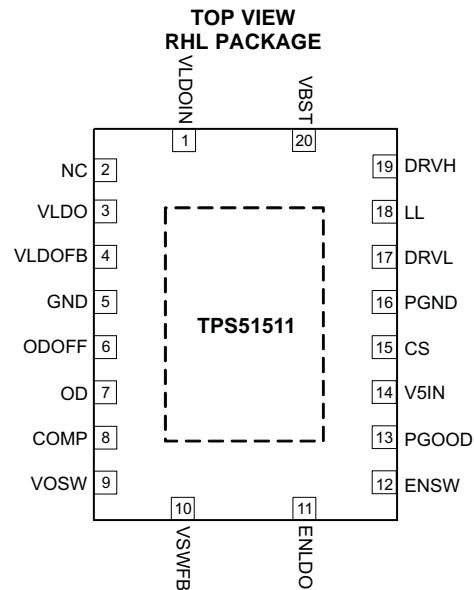 TOP VIEW
RHL PACKAGE
VLDOIN
VBST
1
20
NC 2
19 DRVH
VLDO 3
18 LL
VLDOFB 4
17 DRVL
GND 5
16 PGND
TPS51511
ODOFF 6
15 CS
OD 7
14 V5IN
COMP 8
13 PGOOD
VOSW 9
12 ENSW
10
11
VSWFB
ENLDO